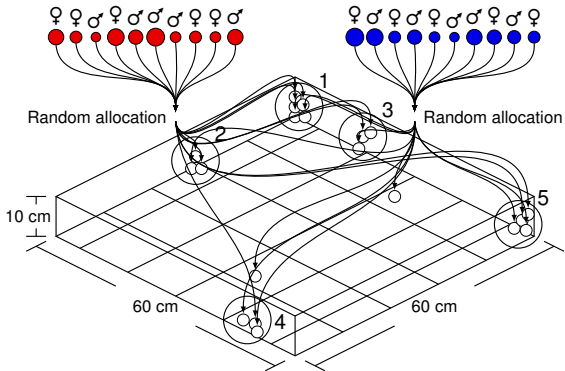 ♀ ♀ ♂ ♀ ♂ ♂ ♂ ♀ ♀ ♂
♀ ♂ ♀ ♂ ♀ ♂ ♂ ♀ ♂ ♀
Random allocation
Random allocation
1
2
3
4
5
10 cm
60 cm
60 cm